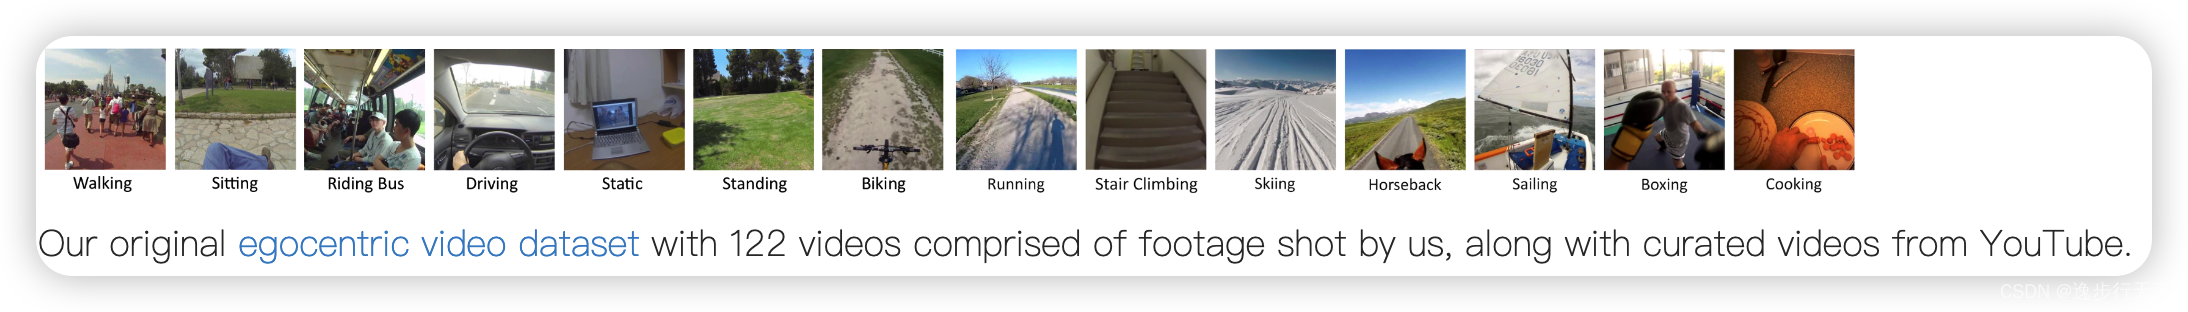 Walking Sitting Riding Bus Driving Static Standing Biking Running Stair Climbing Skiing Horseback Sailing Boxing Cooking
Our original egocentric video dataset with 122 videos comprised of footage shot by us, along with curated videos from YouTube.
CSDN